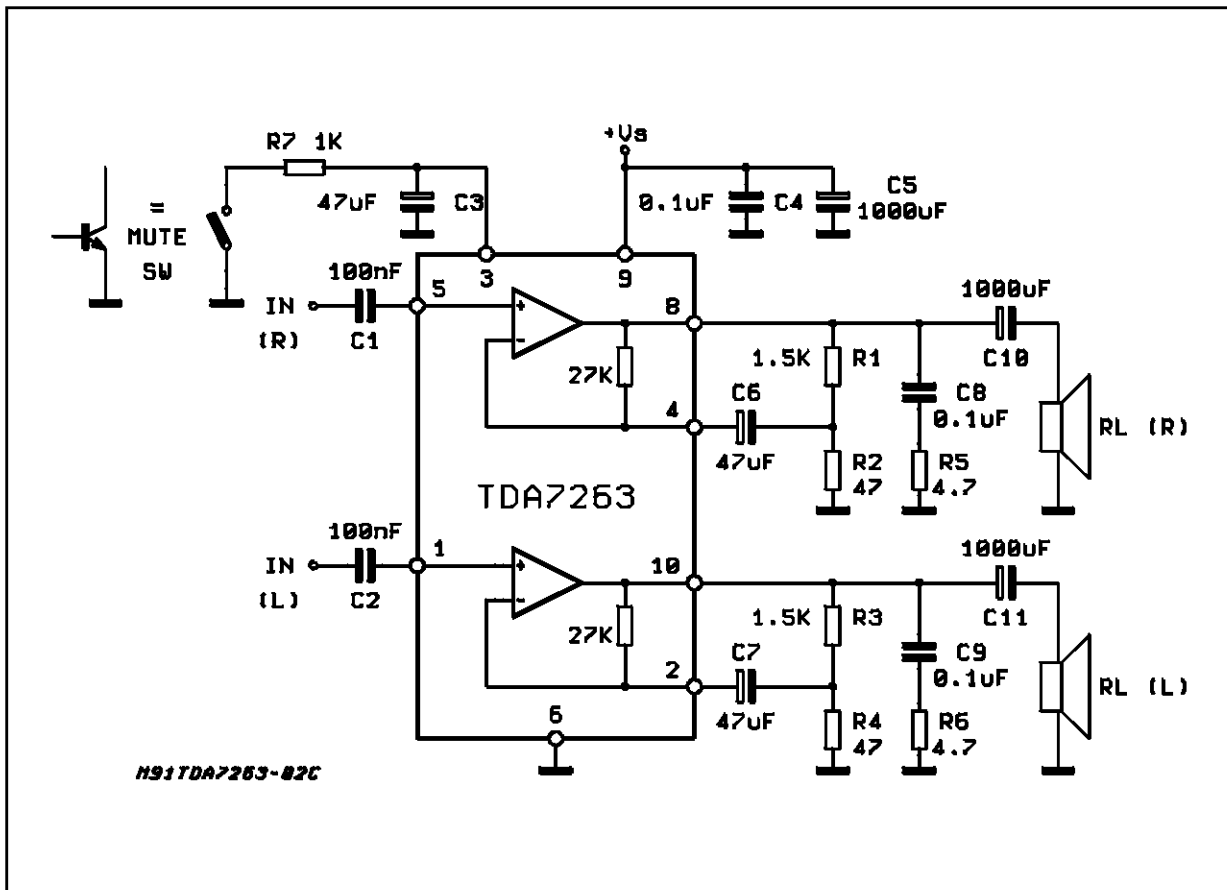 +Vs
R7 1K
47uF
C3
0.1uF
C4
C5
1000uF
=
MUTE
SW
3
9
100nF
IN
(R)
C1
5
8
1000uF
C10
27K
4
C6
47uF
1.5K
R1
R2
47
C8
0.1uF
R5
4.7
RL (R)
TDA7263
100nF
IN
(L)
C2
1
10
1000uF
C11
27K
2
C7
47uF
1.5K
R3
R4
47
C9
0.1uF
R6
4.7
RL (L)
6
M91TDA7263-02C
+
-
+
-